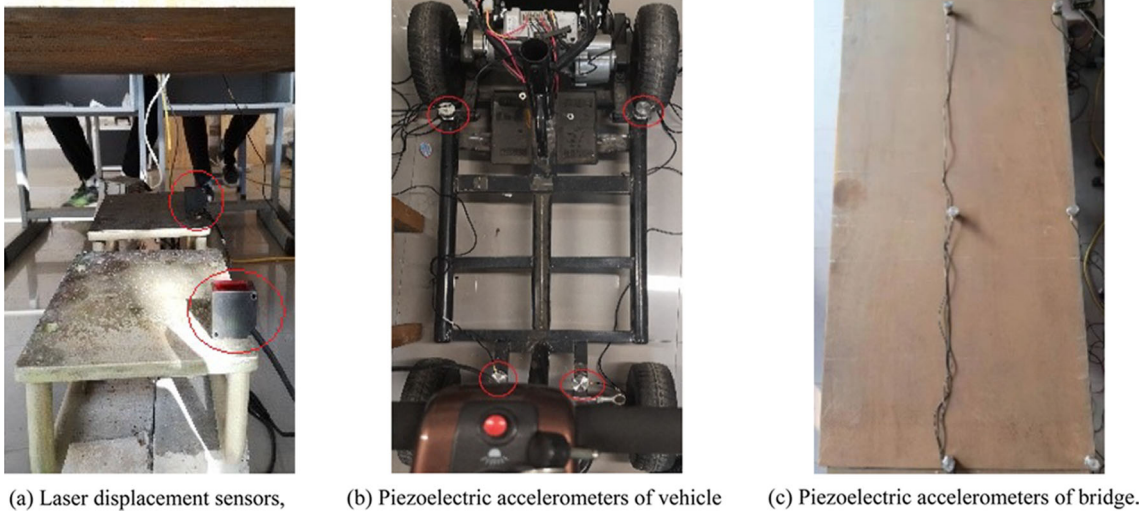 (a) Laser displacement sensors,
(b) Piezoelectric accelerometers of vehicle
(c) Piezoelectric accelerometers of bridge.